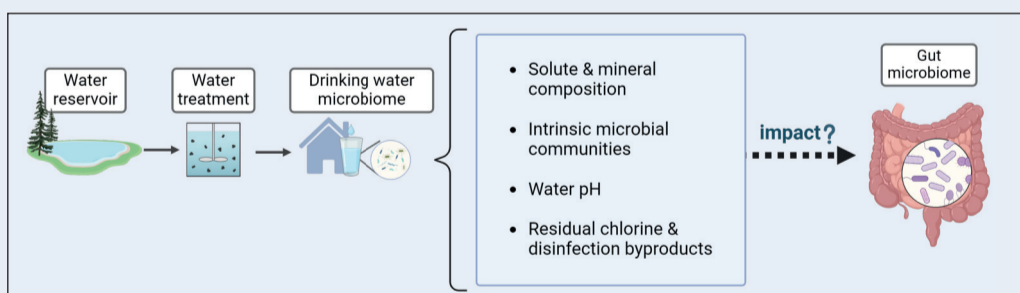 Water
reservoir
Water
treatment
Drinking water
microbiome
• Solute & mineral
composition
• Intrinsic microbial
communities
• Water pH
• Residual chlorine &
disinfection byproducts
impact?
Gut
microbiome